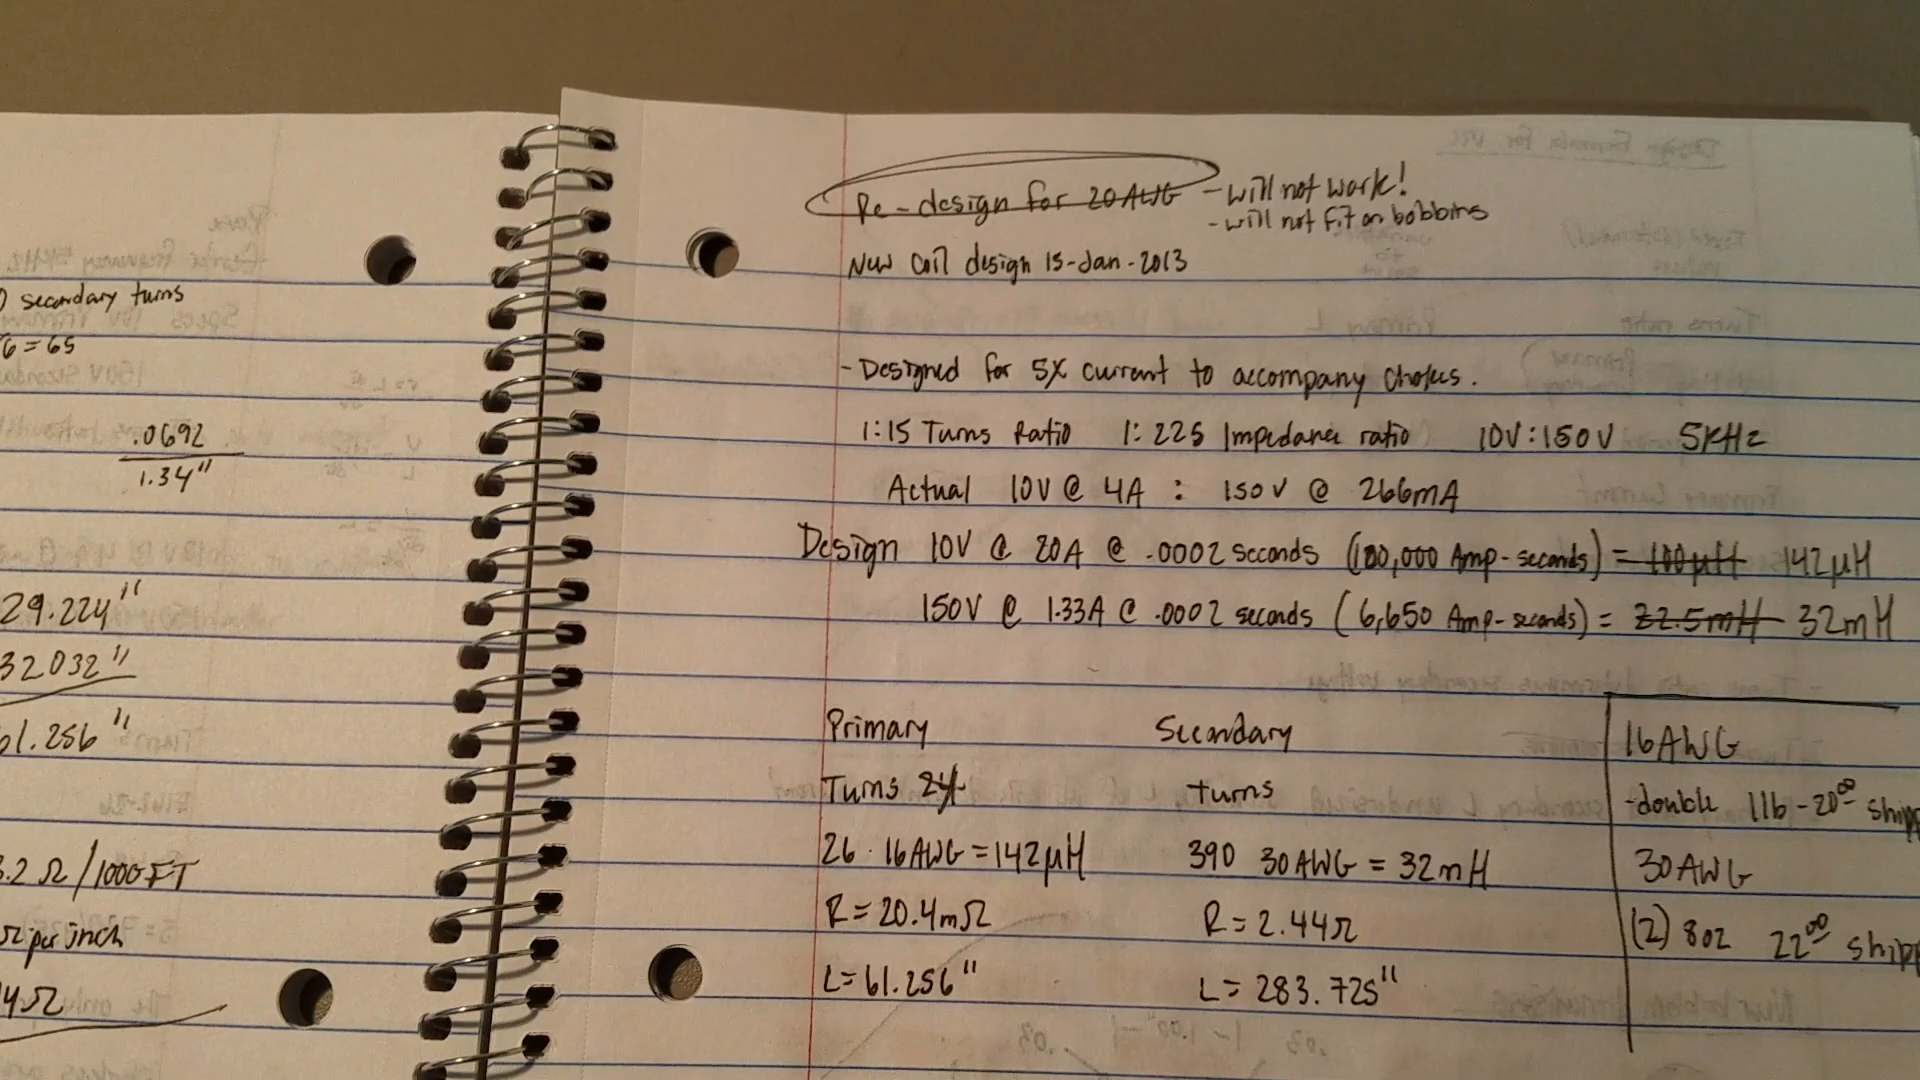 ) secondary turns
6 = 65
.0692
1.34"
29.224"
32.032"
61.256"
.2 Ω/1000FT
Ω per inch
4Ω
Re-design for 20AWG - will not work!
- will not fit on bobbins
New coil design 15-Jan-2013
- Designed for 5X current to accompany chokes.
1:15 Turns Ratio 1:225 Impedance ratio 10V:150V 5KHz
Actual 10V @ 4A : 150V @ 266mA
Design 10V @ 20A @ .0002 seconds (100,000 Amp-seconds) = 100μH 142μH
150V @ 1.33A @ .0002 seconds (6,650 Amp-seconds) = 22.5mH 32mH
Primary Secondary
Turns 24 turns
26 16AWG = 142μH 390 30AWG = 32mH
R = 20.4mΩ R = 2.44Ω
L = 61.256" L = 283.725"
16AWG
- double 1lb - 20⁰⁰ ship
30AWG
(2) 8oz 22⁰⁰ ship